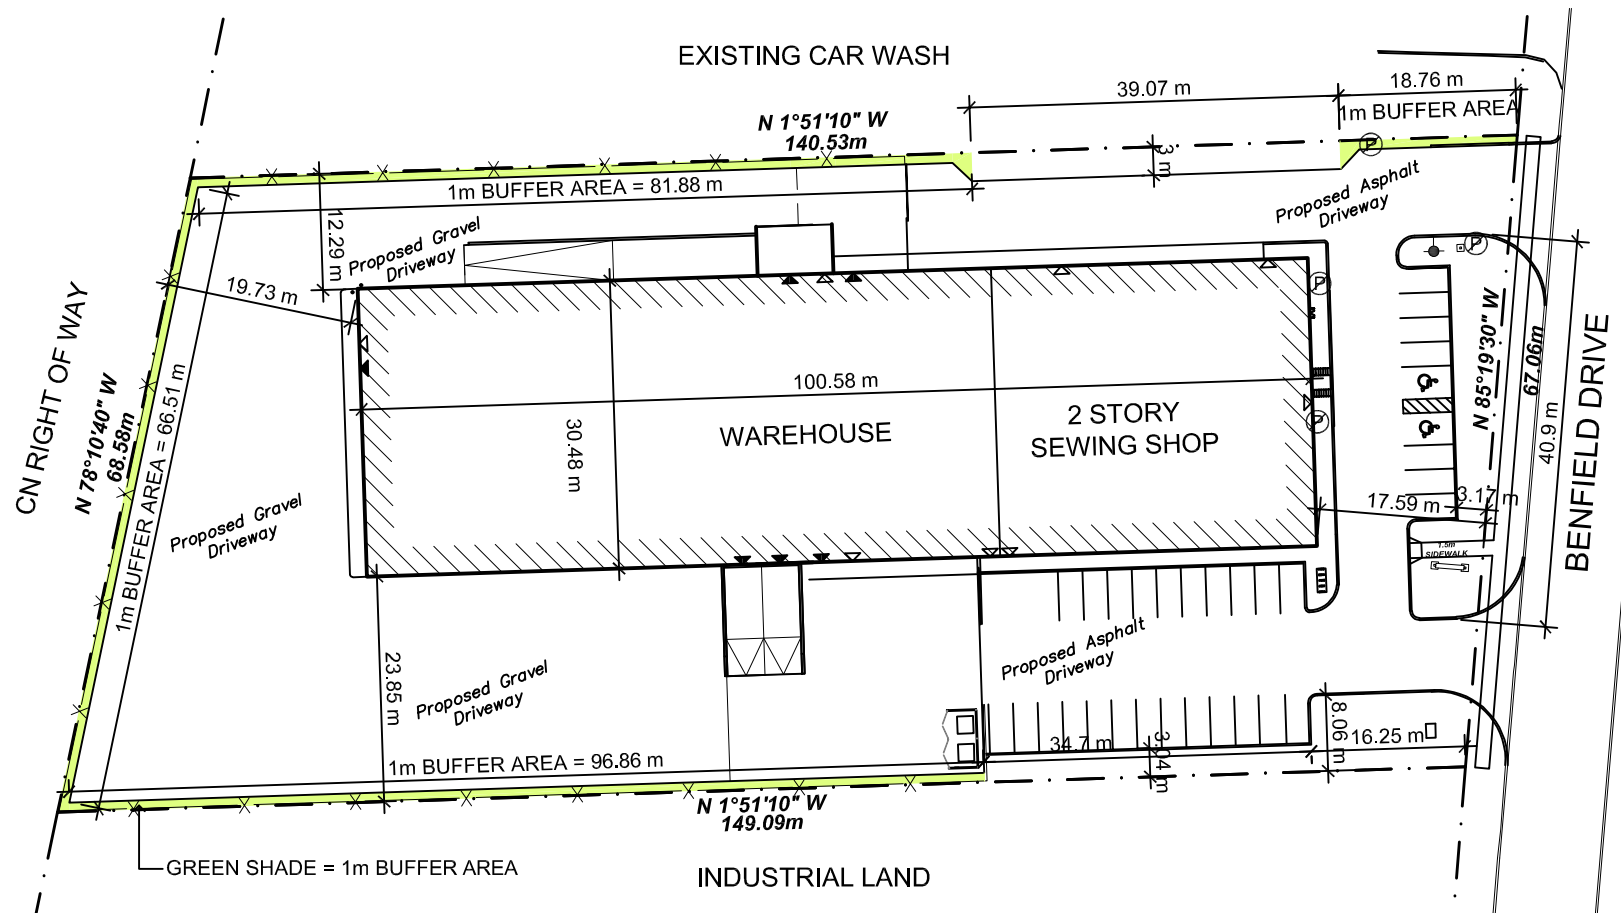 EXISTING CAR WASH
39.07 m
18.76 m
1m BUFFER AREA
N 1°51'10" W
140.53m
3 m
1m BUFFER AREA = 81.88 m
Proposed Asphalt
Driveway
12.29 m
Proposed Gravel
Driveway
19.73 m
P
P
P
P
CN RIGHT OF WAY
N 78°10'40" W
68.58m
1m BUFFER AREA = 66.51 m
100.58 m
30.48 m
WAREHOUSE
2 STORY
SEWING SHOP
N 85°19'30" W
67.06m
40.9 m
BENFIELD DRIVE
17.59 m
3.17 m
1.5m
SIDEWALK
Proposed Gravel
Driveway
Proposed Asphalt
Driveway
23.85 m
Proposed Gravel
Driveway
34.7 m
3.04 m
8.06 m
16.25 m
1m BUFFER AREA = 96.86 m
N 1°51'10" W
149.09m
GREEN SHADE = 1m BUFFER AREA
INDUSTRIAL LAND